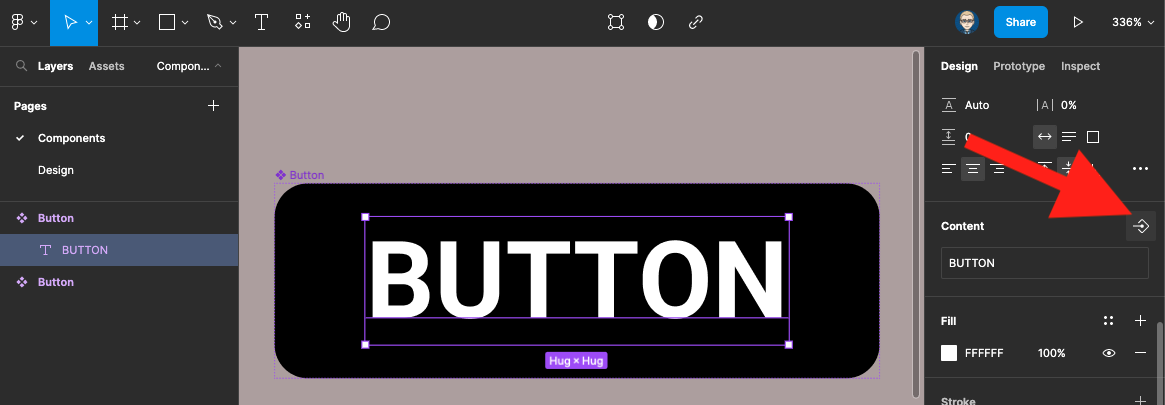 Share
336%
Layers Assets Compon...
Pages
Components
Design
Button
BUTTON
Button
Button
BUTTON
Hug × Hug
Design Prototype Inspect
Auto
0%
Content
BUTTON
Fill
FFFFFF 100%
Stroke